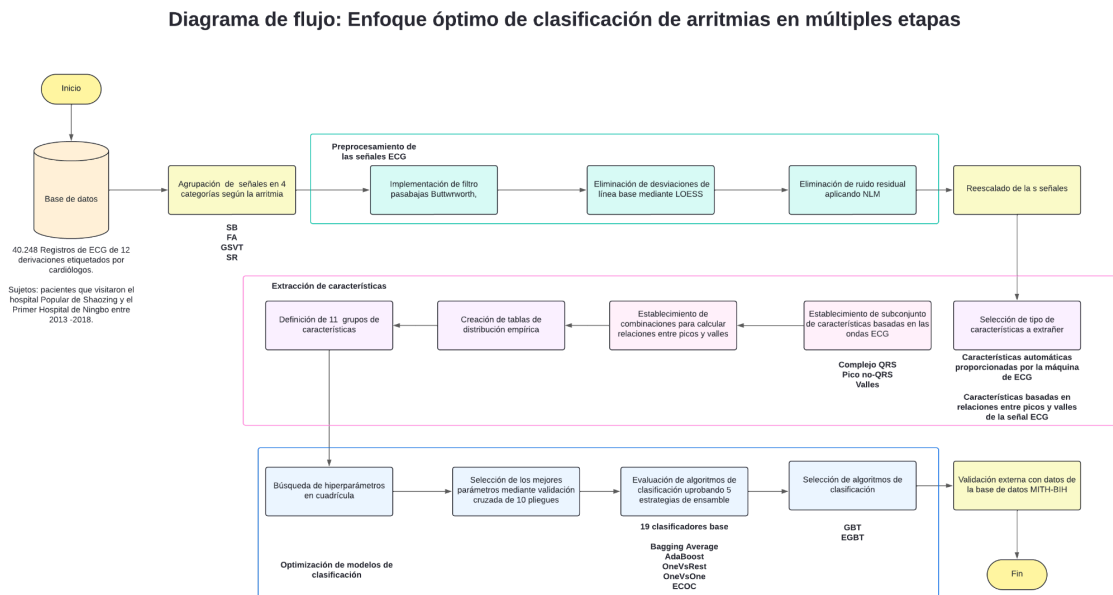 Diagrama de flujo: Enfoque óptimo de clasificación de arritmias en múltiples etapas
Inicio
Base de datos
40.248 Registros de ECG de 12
derivaciones etiquetados por
cardiólogos.
Sujetos: pacientes que visitaron el
hospital Popular de Shaozing y el
Primer Hospital de Ningbo entre
2013 -2018.
Agrupación de señales en 4
categorías según la arritmia
SB
FA
GSVT
SR
Preprocesamiento de
las señales ECG
Implementación de filtro
pasabajas Buttwrworth,
Eliminación de desviaciones de
línea base mediante LOESS
Eliminación de ruido residual
aplicando NLM
Reescalado de la s señales
Extracción de características
Selección de tipo de
características a extrañer
Características automáticas
proporcionadas por la máquina
de ECG
Características basadas en
relaciones entre picos y valles
de la señal ECG
Establecimiento de subconjunto
de características basadas en las
ondas ECG
Complejo QRS
Pico no-QRS
Valles
Establecimiento de
combinaciones para calcular
relaciones entre picos y valles
Creación de tablas de
distribución empírica
Definición de 11 grupos de
características
Búsqueda de hiperparámetros
en cuadrícula
Selección de los mejores
parámetros mediante validación
cruzada de 10 pliegues
Evaluación de algoritmos de
clasificación uprobando 5
estrategias de ensamble
19 clasificadores base
Bagging Average
AdaBoost
OneVsRest
OneVsOne
ECOC
Selección de algoritmos de
clasificación
GBT
EGBT
Optimización de modelos de
clasificación
Validación externa con datos de
la base de datos MITH-BIH
Fin